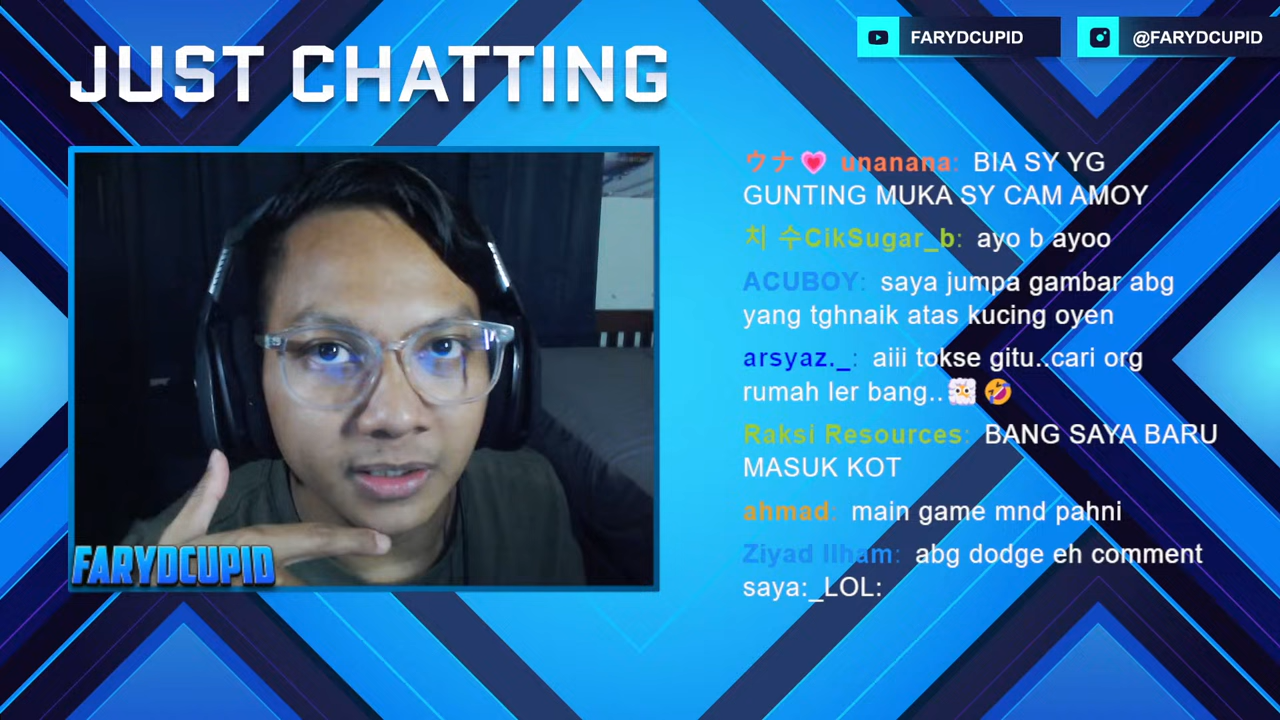 JUST CHATTING
FARYDCUPID
@FARYDCUPID
ウナ💗 unanana: BIA SY YG
GUNTING MUKA SY CAM AMOY
치 수CikSugar_b: ayo b ayoo
ACUBOY: saya jumpa gambar abg
yang tghnaik atas kucing oyen
arsyaz._: aiii tokse gitu..cari org
rumah ler bang.. 🤣
Raksi Resources: BANG SAYA BARU
MASUK KOT
ahmad: main game mnd pahni
Ziyad Ilham: abg dodge eh comment
saya:_LOL:
FARYDCUPID